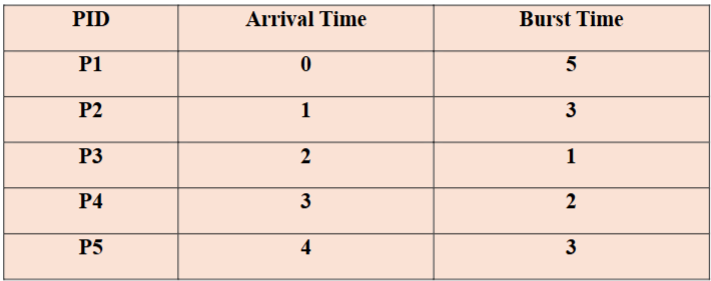 PID Arrival Time Burst Time
P1 0 5
P2 1 3
P3 2 1
P4 3 2
P5 4 3